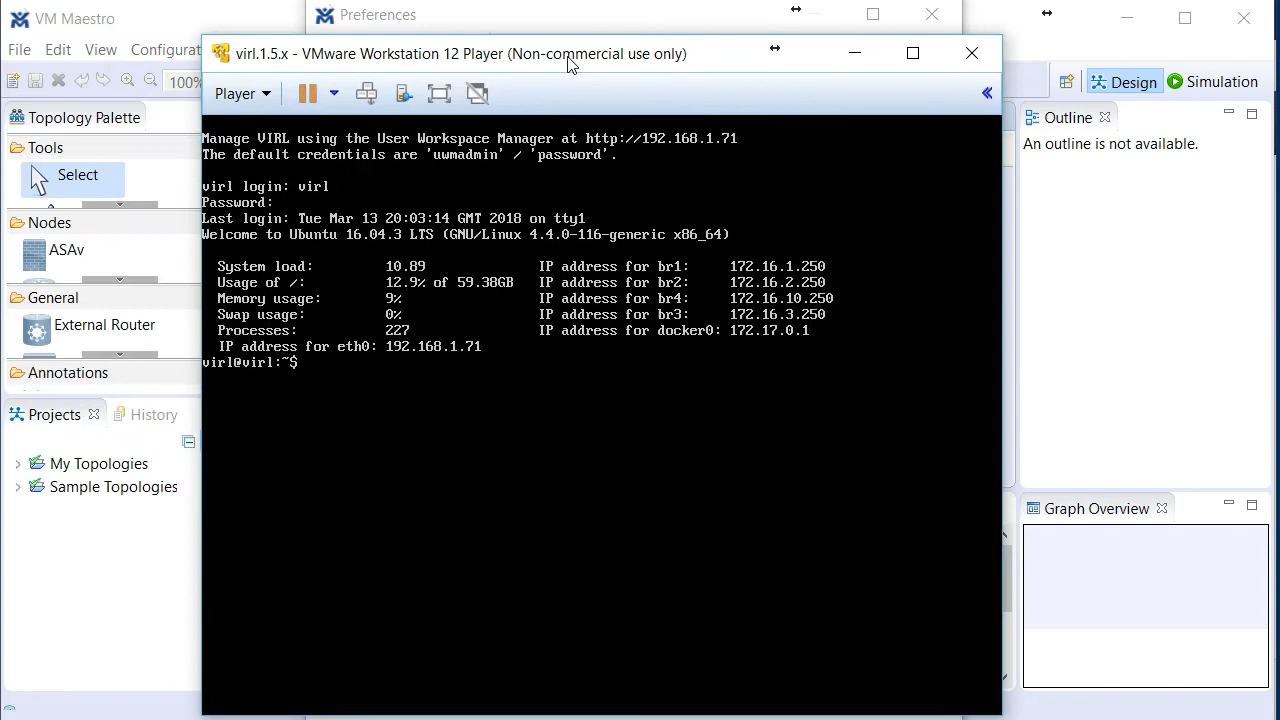 VM Maestro
Preferences
File Edit View Configurat
100%
Design
Simulation
virl.1.5.x - VMware Workstation 12 Player (Non-commercial use only)
Player
Topology Palette
Tools
Select
Nodes
ASAv
General
External Router
Annotations
Projects
History
My Topologies
Sample Topologies
Manage VIRL using the User Workspace Manager at http://192.168.1.71
The default credentials are 'uwmadmin' / 'password'.
virl login: virl
Password:
Last login: Tue Mar 13 20:03:14 GMT 2018 on tty1
Welcome to Ubuntu 16.04.3 LTS (GNU/Linux 4.4.0-116-generic x86_64)
System load: 10.89 IP address for br1: 172.16.1.250
Usage of /: 12.9% of 59.38GB IP address for br2: 172.16.2.250
Memory usage: 9% IP address for br4: 172.16.10.250
Swap usage: 0% IP address for br3: 172.16.3.250
Processes: 227 IP address for docker0: 172.17.0.1
IP address for eth0: 192.168.1.71
virl@virl:~$
Outline
An outline is not available.
Graph Overview